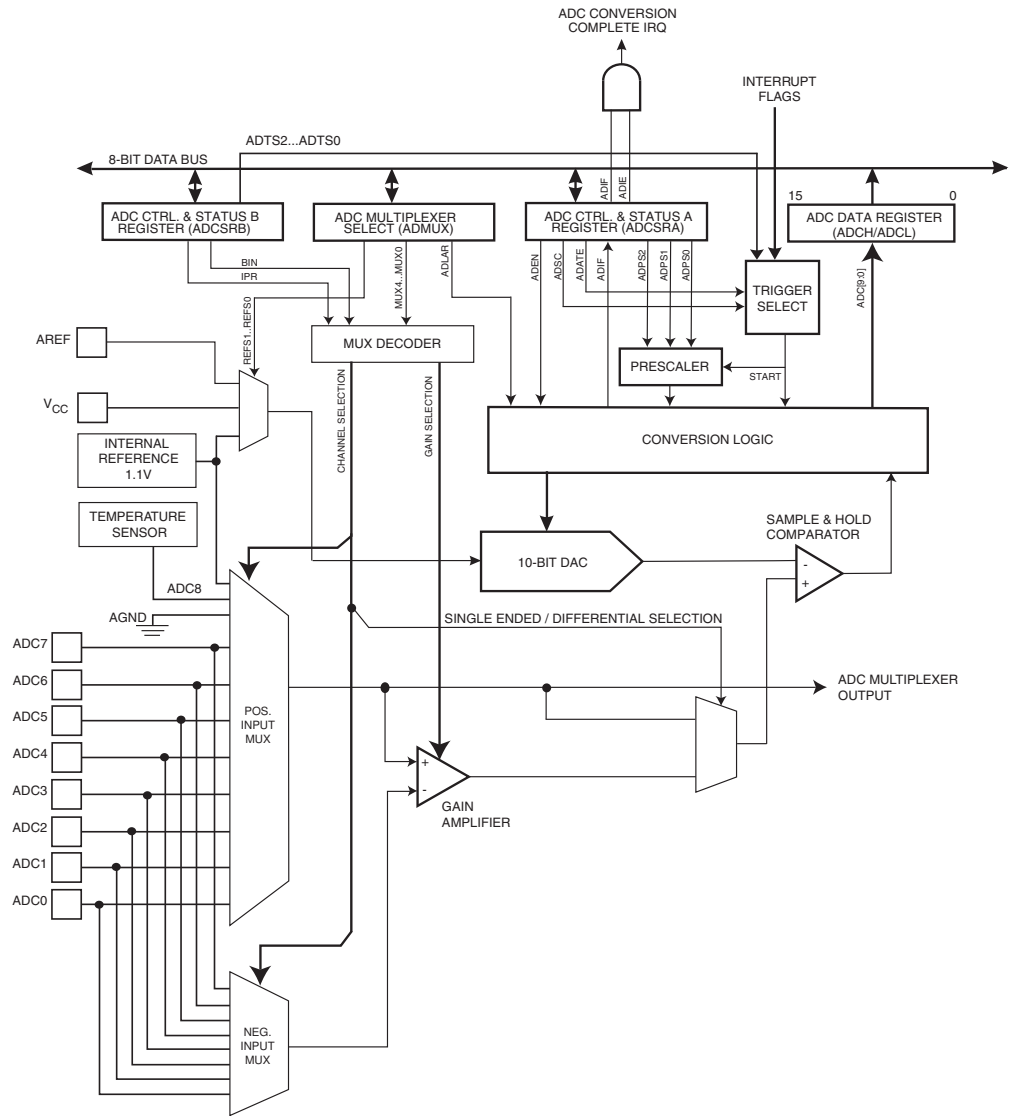 ADC CONVERSION
COMPLETE IRQ
INTERRUPT
FLAGS
ADTS2...ADTS0
8-BIT DATA BUS
ADIF
ADIE
15
0
ADC CTRL. & STATUS B
REGISTER (ADCSRB)
ADC MULTIPLEXER
SELECT (ADMUX)
ADC CTRL. & STATUS A
REGISTER (ADCSRA)
ADC DATA REGISTER
(ADCH/ADCL)
BIN
IPR
REFS1..REFS0
MUX4...MUX0
ADLAR
ADEN
ADSC
ADATE
ADIF
ADPS2
ADPS1
ADPS0
TRIGGER
SELECT
ADC[9:0]
AREF
MUX DECODER
PRESCALER
START
VCC
CHANNEL SELECTION
GAIN SELECTION
CONVERSION LOGIC
INTERNAL
REFERENCE
1.1V
TEMPERATURE
SENSOR
SAMPLE & HOLD
COMPARATOR
10-BIT DAC
-
+
ADC8
AGND
SINGLE ENDED / DIFFERENTIAL SELECTION
ADC7
ADC6
ADC5
ADC4
ADC3
ADC2
ADC1
ADC0
POS.
INPUT
MUX
ADC MULTIPLEXER
OUTPUT
+
-
GAIN
AMPLIFIER
NEG.
INPUT
MUX